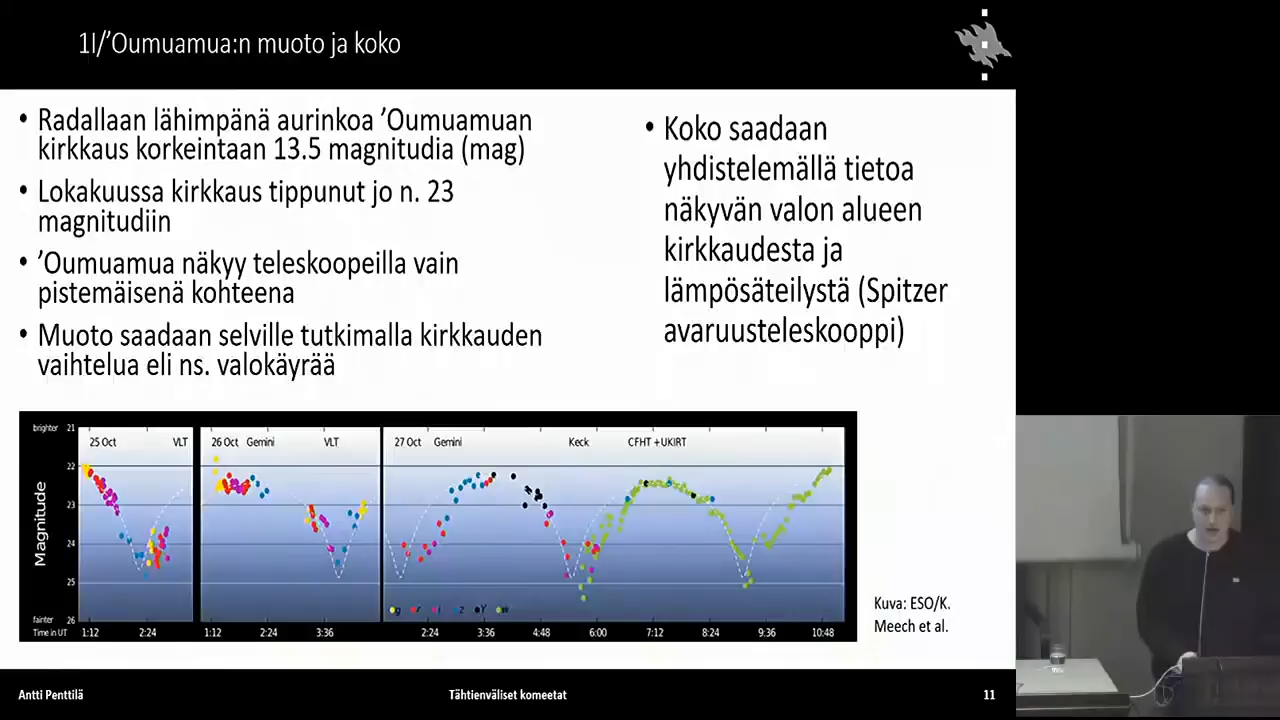 1I/’Oumuamua:n muoto ja koko
• Radallaan lähimpänä aurinkoa ’Oumuamuan
kirkkaus korkeintaan 13.5 magnitudia (mag)
• Lokakuussa kirkkaus tippunut jo n. 23
magnitudiin
• ’Oumuamua näkyy teleskoopeilla vain
pistemäisenä kohteena
• Muoto saadaan selville tutkimalla kirkkauden
vaihtelua eli ns. valokäyrää
• Koko saadaan
yhdistelemällä tietoa
näkyvän valon alueen
kirkkaudesta ja
lämpösäteilystä (Spitzer
avaruusteleskooppi)
brighter 21
22
23
24
25
fainter 26
Magnitude
25 Oct VLT
26 Oct Gemini VLT
27 Oct Gemini Keck CFHT + UKIRT
g r i z Y w
Time in UT 1:12 2:24 1:12 2:24 3:36 2:24 3:36 4:48 6:00 7:12 8:24 9:36 10:48
Kuva: ESO/K.
Meech et al.
Antti Penttilä Tähtienväliset komeetat 11